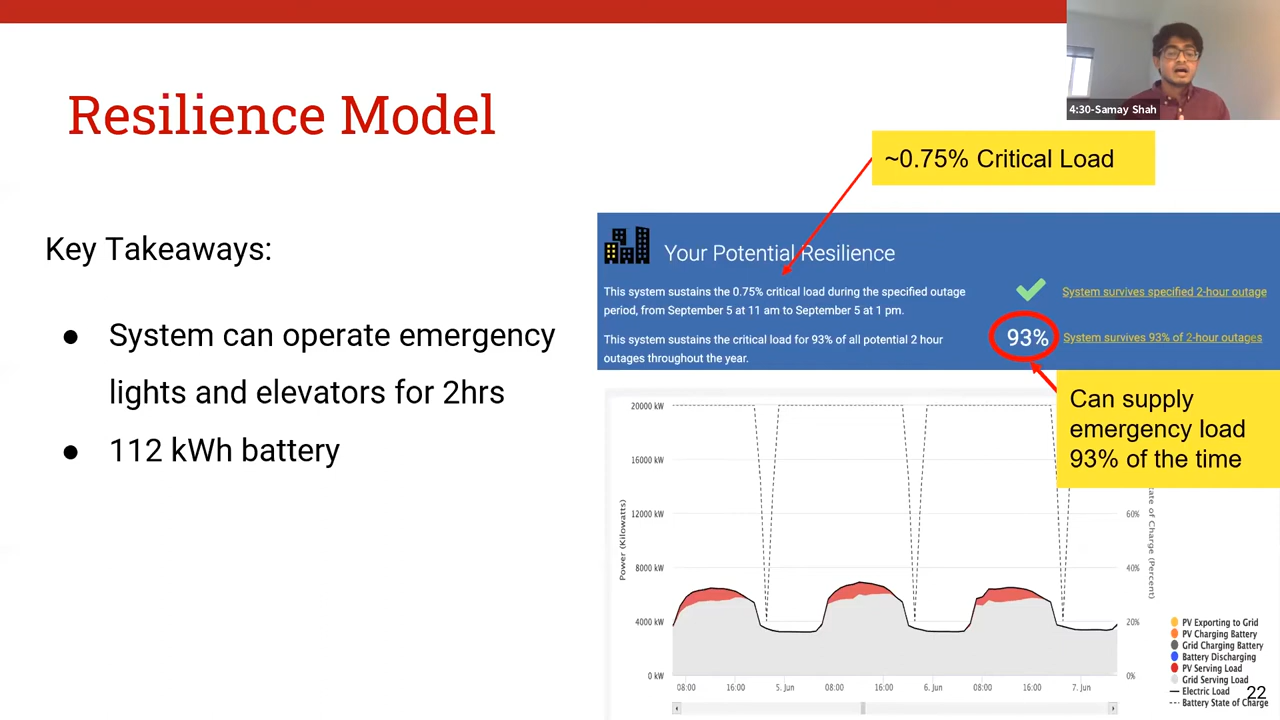 4:30-Samay Shah
Resilience Model
~0.75% Critical Load
Key Takeaways:
● System can operate emergency
lights and elevators for 2hrs
● 112 kWh battery
Your Potential Resilience
This system sustains the 0.75% critical load during the specified outage
period, from September 5 at 11 am to September 5 at 1 pm.
System survives specified 2-hour outage
This system sustains the critical load for 93% of all potential 2 hour
outages throughout the year.
93%
System survives 93% of 2-hour outages
Can supply
emergency load
93% of the time
Power (Kilowatts)
20000 kW
16000 kW
12000 kW
8000 kW
4000 kW
0 kW
60%
40%
20%
0%
of Charge (Percent)
08:00
16:00
5. Jun
08:00
16:00
6. Jun
08:00
16:00
7. Jun
PV Exporting to Grid
PV Charging Battery
Grid Charging Battery
Battery Discharging
PV Serving Load
Grid Serving Load
Electric Load
Battery State of Charge
22